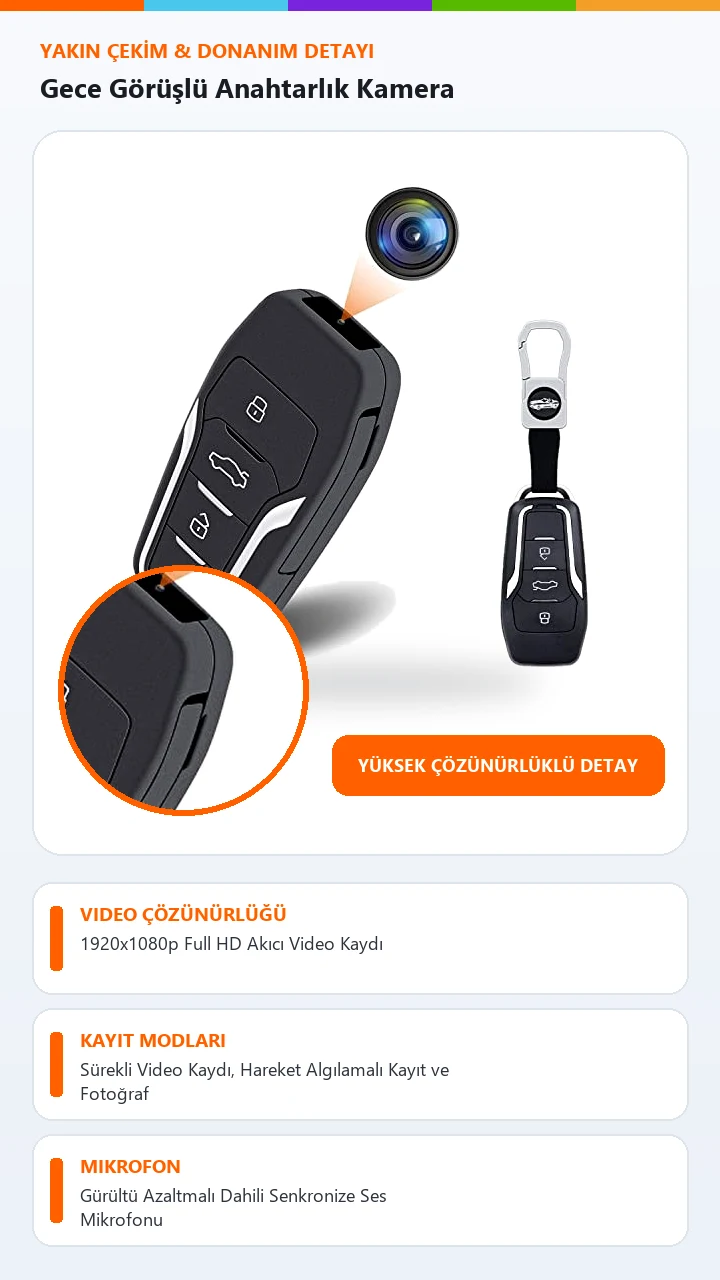 YAKIN ÇEKİM & DONANIM DETAYI
Gece Görüşlü Anahtarlık Kamera
YÜKSEK ÇÖZÜNÜRLÜKLÜ DETAY
VIDEO ÇÖZÜNÜRLÜĞÜ
1920x1080p Full HD Akıcı Video Kaydı
KAYIT MODLARI
Sürekli Video Kaydı, Hareket Algılamalı Kayıt ve
Fotoğraf
MIKROFON
Gürültü Azaltmalı Dahili Senkronize Ses
Mikrofonu